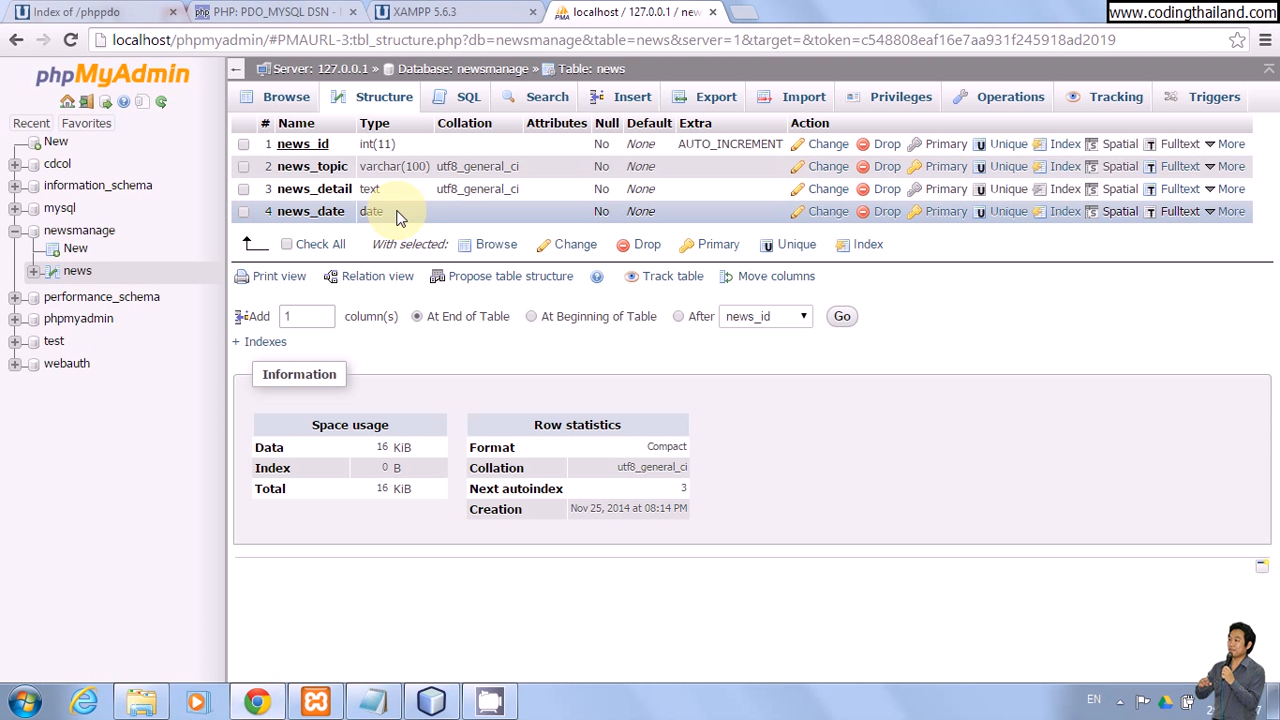 Index of /phppdo × PHP: PDO_MYSQL DSN - × XAMPP 5.6.3 × localhost / 127.0.0.1 / new ×
www.codingthailand.com
localhost/phpmyadmin/#PMAURL-3:tbl_structure.php?db=newsmanage&table=news&server=1&target=&token=c548808eaf16e7aa931f245918ad2019
phpMyAdmin
Recent Favorites
New
cdcol
information_schema
mysql
newsmanage
New
news
performance_schema
phpmyadmin
test
webauth
Server: 127.0.0.1 » Database: newsmanage » Table: news
Browse Structure SQL Search Insert Export Import Privileges Operations Tracking Triggers
# Name Type Collation Attributes Null Default Extra Action
1 news_id int(11) No None AUTO_INCREMENT Change Drop Primary Unique Index Spatial Fulltext More
2 news_topic varchar(100) utf8_general_ci No None Change Drop Primary Unique Index Spatial Fulltext More
3 news_detail text utf8_general_ci No None Change Drop Primary Unique Index Spatial Fulltext More
4 news_date date No None Change Drop Primary Unique Index Spatial Fulltext More
Check All With selected: Browse Change Drop Primary Unique Index
Print view Relation view Propose table structure Track table Move columns
Add 1 column(s) At End of Table At Beginning of Table After news_id Go
+ Indexes
Information
Space usage
Data 16 KiB
Index 0 B
Total 16 KiB
Row statistics
Format Compact
Collation utf8_general_ci
Next autoindex 3
Creation Nov 25, 2014 at 08:14 PM
EN